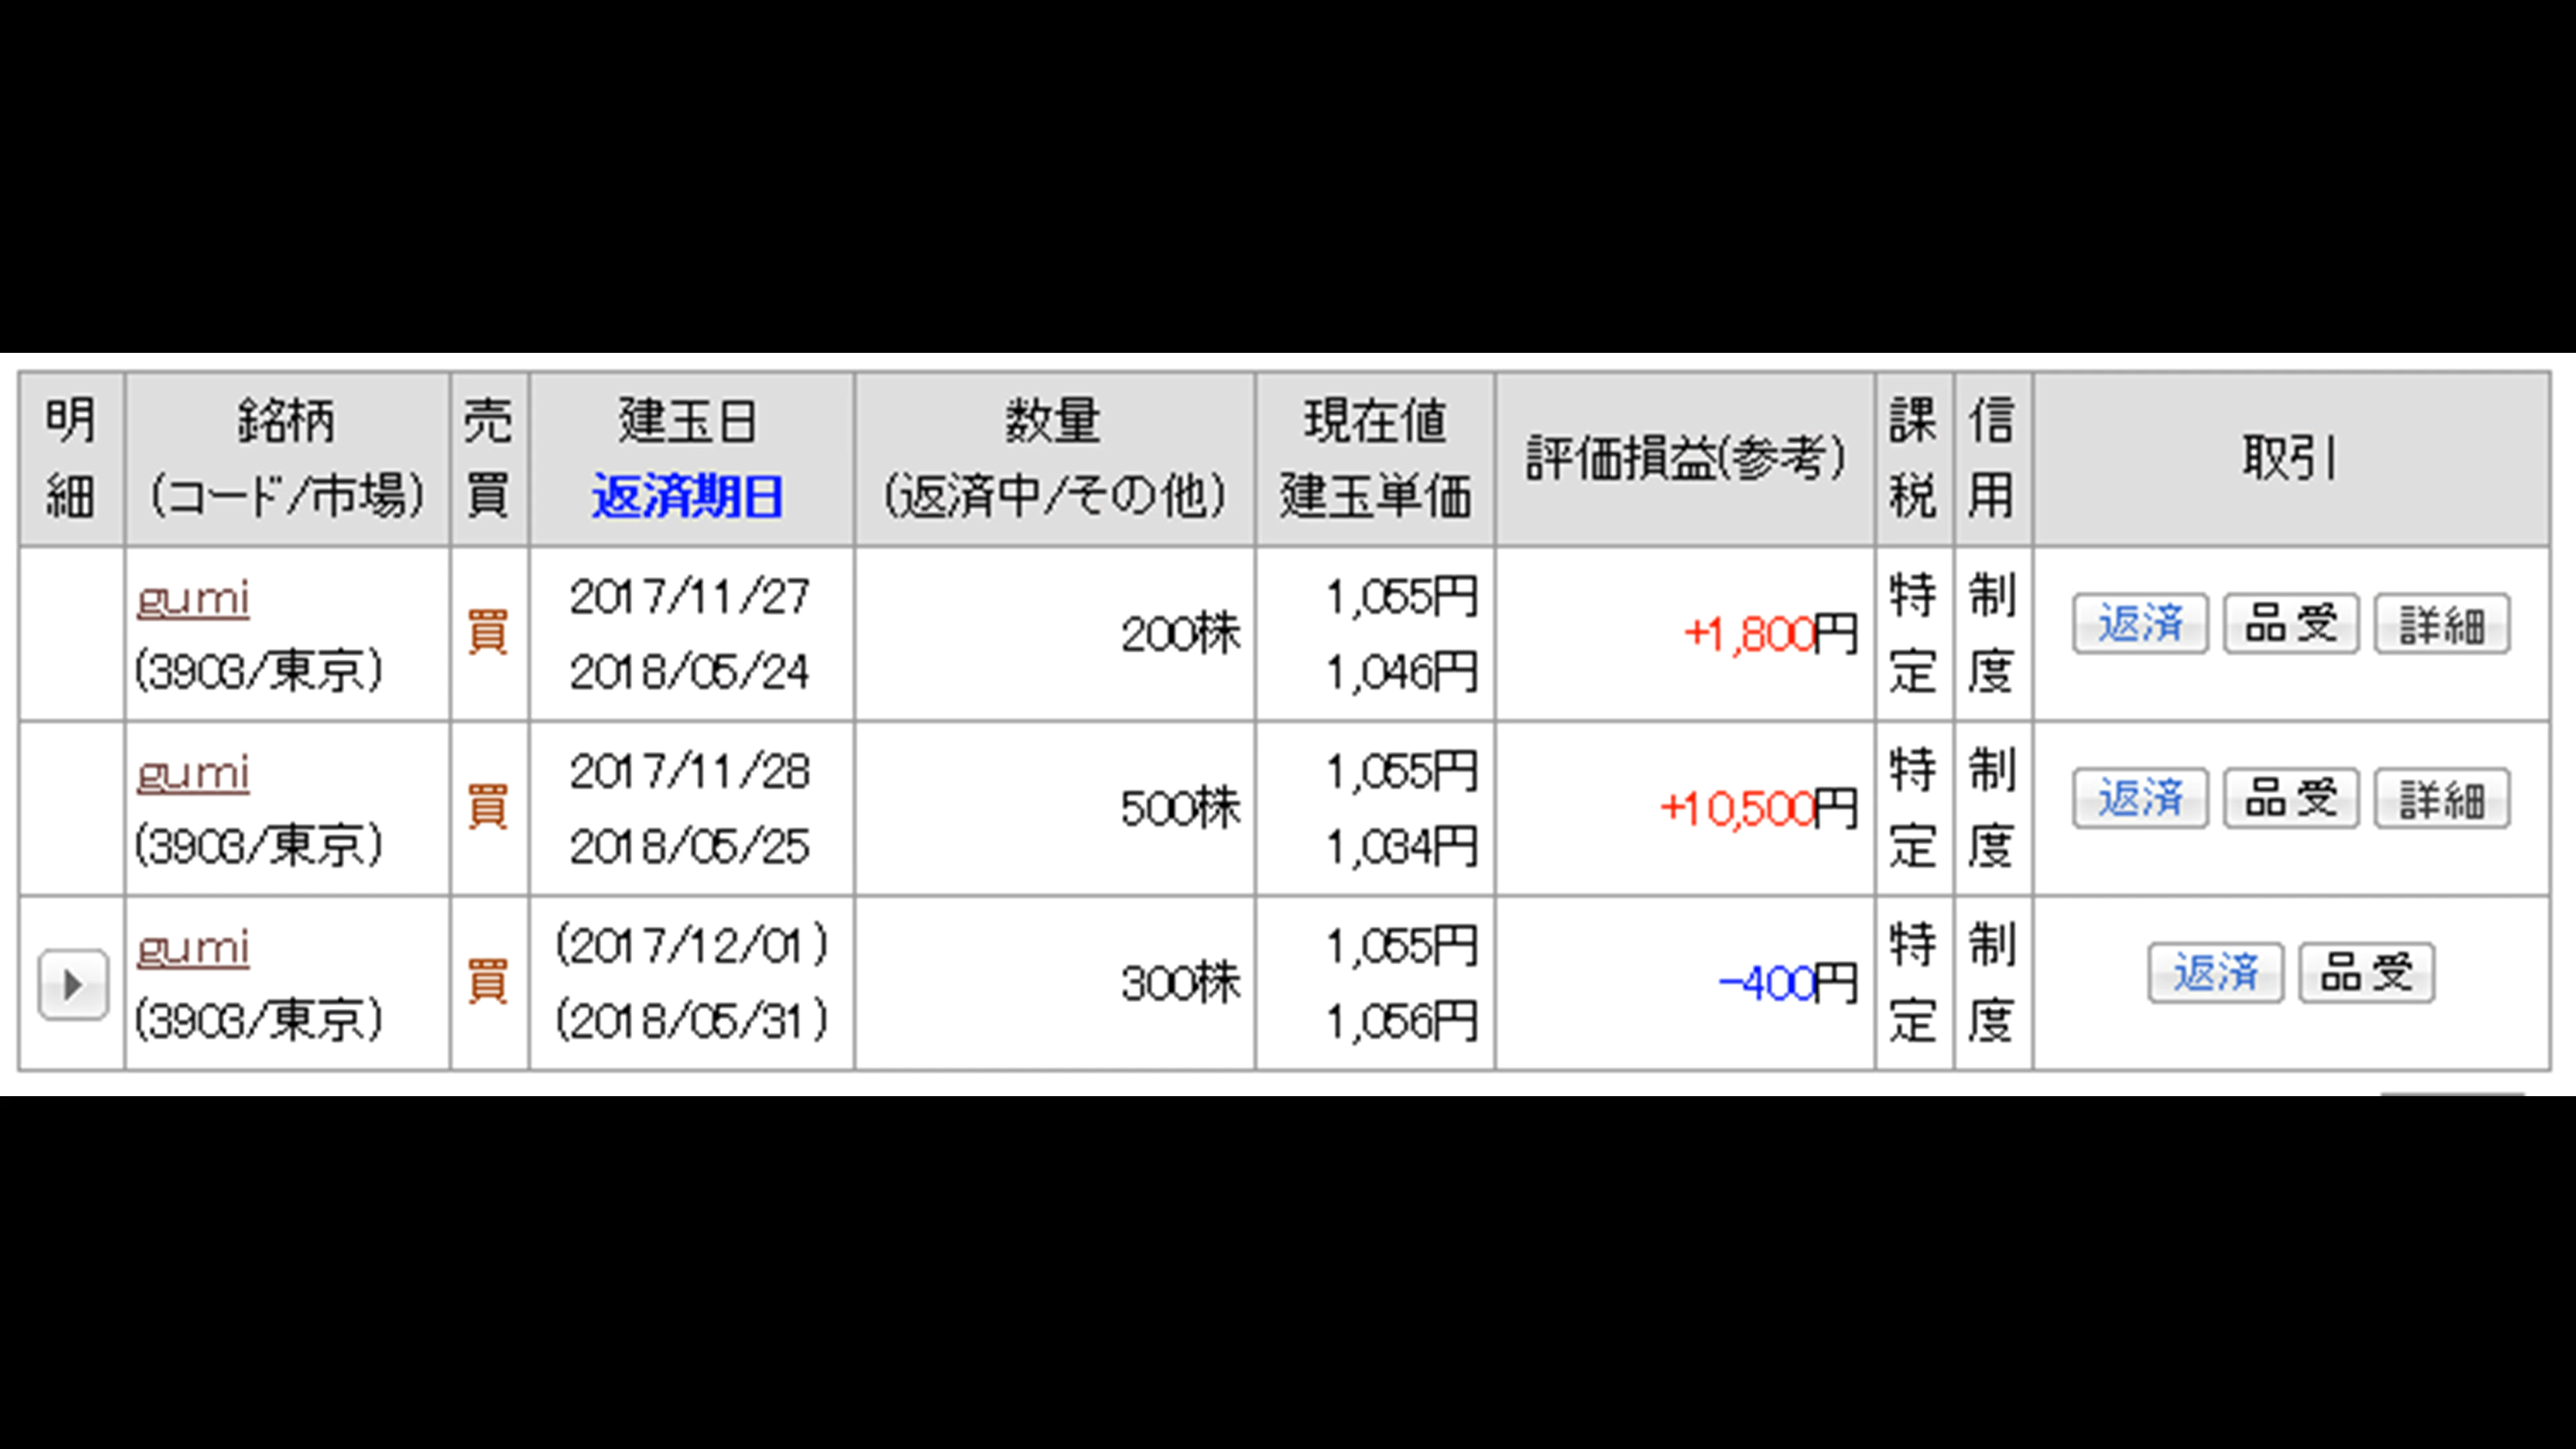 明細 銘柄(コード/市場) 売買 建玉日 返済期日 数量(返済中/その他) 現在値 建玉単価 評価損益(参考) 課税 信用 取引
gumi 買 2017/11/27 200株 1,055円 +1,800円 特定 制度 返済 品受 詳細
(3903/東京) 2018/05/24 1,046円
gumi 買 2017/11/28 500株 1,055円 +10,500円 特定 制度 返済 品受 詳細
(3903/東京) 2018/05/25 1,034円
gumi 買 (2017/12/01) 300株 1,055円 -400円 特定 制度 返済 品受
(3903/東京) (2018/05/31) 1,056円